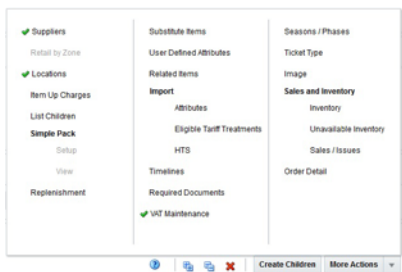 Suppliers
Retail by Zone
Locations
Item Up Charges
List Children
Simple Pack
Setup
View
Replenishment
Substitute Items
User Defined Attributes
Related Items
Import
Attributes
Eligible Tariff Treatments
HTS
Timelines
Required Documents
VAT Maintenance
Seasons / Phases
Ticket Type
Image
Sales and Inventory
Inventory
Unavailable Inventory
Sales / Issues
Order Detail
Create Children More Actions